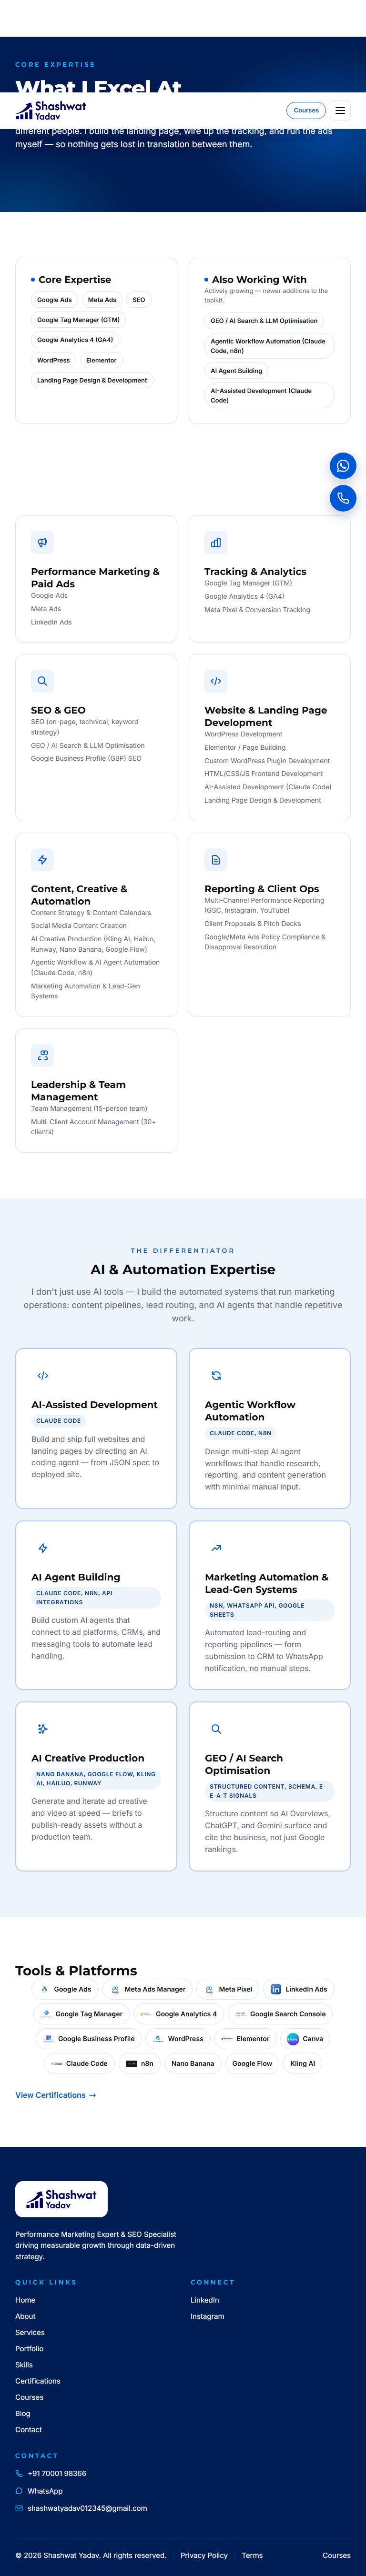 CORE EXPERTISE
What I Excel At
Shashwat
Yadav
Courses
different people. I build the landing page, wire up the tracking, and run the ads
myself — so nothing gets lost in translation between them.
Core Expertise
Google Ads
Meta Ads
SEO
Google Tag Manager (GTM)
Google Analytics 4 (GA4)
WordPress
Elementor
Landing Page Design & Development
Also Working With
Actively growing — newer additions to the
toolkit.
GEO / AI Search & LLM Optimisation
Agentic Workflow Automation (Claude
Code, n8n)
AI Agent Building
AI-Assisted Development (Claude
Code)
Performance Marketing &
Paid Ads
Google Ads
Meta Ads
LinkedIn Ads
Tracking & Analytics
Google Tag Manager (GTM)
Google Analytics 4 (GA4)
Meta Pixel & Conversion Tracking
SEO & GEO
SEO (on-page, technical, keyword
strategy)
GEO / AI Search & LLM Optimisation
Google Business Profile (GBP) SEO
Website & Landing Page
Development
WordPress Development
Elementor / Page Building
Custom WordPress Plugin Development
HTML/CSS/JS Frontend Development
AI-Assisted Development (Claude Code)
Landing Page Design & Development
Content, Creative &
Automation
Content Strategy & Content Calendars
Social Media Content Creation
AI Creative Production (Kling AI, Hailuo,
Runway, Nano Banana, Google Flow)
Agentic Workflow & AI Agent Automation
(Claude Code, n8n)
Marketing Automation & Lead-Gen
Systems
Reporting & Client Ops
Multi-Channel Performance Reporting
(GSC, Instagram, YouTube)
Client Proposals & Pitch Decks
Google/Meta Ads Policy Compliance &
Disapproval Resolution
Leadership & Team
Management
Team Management (15-person team)
Multi-Client Account Management (30+
clients)
THE DIFFERENTIATOR
AI & Automation Expertise
I don't just use AI tools — I build the automated systems that run marketing
operations: content pipelines, lead routing, and AI agents that handle repetitive
work.
AI-Assisted Development
CLAUDE CODE
Build and ship full websites and
landing pages by directing an AI
coding agent — from JSON spec to
deployed site.
Agentic Workflow
Automation
CLAUDE CODE, N8N
Design multi-step AI agent
workflows that handle research,
reporting, and content generation
with minimal manual input.
AI Agent Building
CLAUDE CODE, N8N, API
INTEGRATIONS
Build custom AI agents that
connect to ad platforms, CRMs, and
messaging tools to automate lead
handling.
Marketing Automation &
Lead-Gen Systems
N8N, WHATSAPP API, GOOGLE
SHEETS
Automated lead-routing and
reporting pipelines — form
submission to CRM to WhatsApp
notification, no manual steps.
AI Creative Production
NANO BANANA, GOOGLE FLOW, KLING
AI, HAILUO, RUNWAY
Generate and iterate ad creative
and video at speed — briefs to
publish-ready assets without a
production team.
GEO / AI Search
Optimisation
STRUCTURED CONTENT, SCHEMA, E-
E-A-T SIGNALS
Structure content so AI Overviews,
ChatGPT, and Gemini surface and
cite the business, not just Google
rankings.
Tools & Platforms
Google Ads
Meta Ads Manager
Meta Pixel
LinkedIn Ads
Google Tag Manager
Google Analytics 4
Google Search Console
Google Business Profile
WordPress
Elementor
Canva
Claude Code
n8n
Nano Banana
Google Flow
Kling AI
View Certifications →
Shashwat
Yadav
Performance Marketing Expert & SEO Specialist
driving measurable growth through data-driven
strategy.
QUICK LINKS
Home
About
Services
Portfolio
Skills
Certifications
Courses
Blog
Contact
CONNECT
LinkedIn
Instagram
CONTACT
+91 70001 98366
WhatsApp
shashwatyadav012345@gmail.com
© 2026 Shashwat Yadav. All rights reserved.
Privacy Policy
Terms
Courses